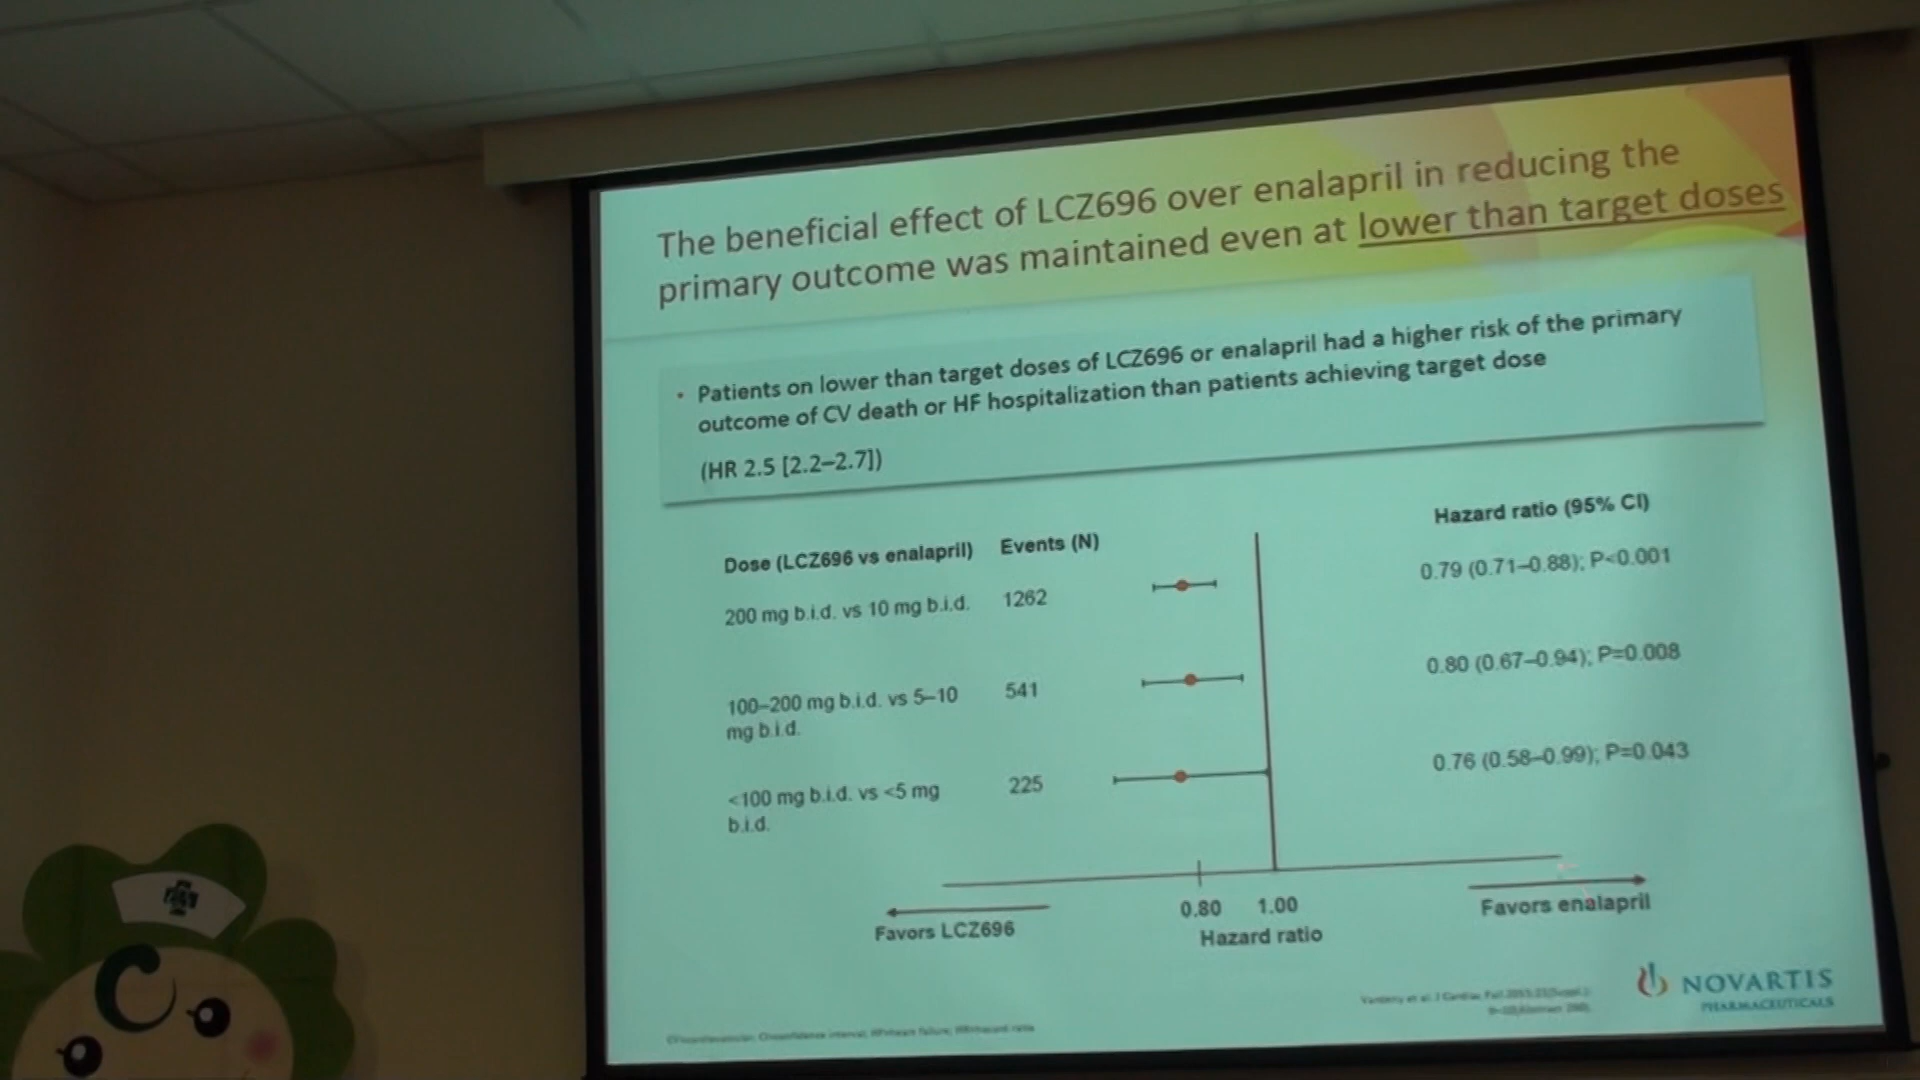 The beneficial effect of LCZ696 over enalapril in reducing the
primary outcome was maintained even at lower than target doses
• Patients on lower than target doses of LCZ696 or enalapril had a higher risk of the primary
outcome of CV death or HF hospitalization than patients achieving target dose
(HR 2.5 [2.2–2.7])
Dose (LCZ696 vs enalapril) Events (N) Hazard ratio (95% CI)
200 mg b.i.d. vs 10 mg b.i.d. 1262 0.79 (0.71–0.88); P<0.001
100–200 mg b.i.d. vs 5–10 541 0.80 (0.67–0.94); P=0.008
mg b.i.d.
<100 mg b.i.d. vs <5 mg 225 0.76 (0.58–0.99); P=0.043
b.i.d.
0.80 1.00
Favors LCZ696 Hazard ratio Favors enalapril
NOVARTIS
PHARMACEUTICALS
C